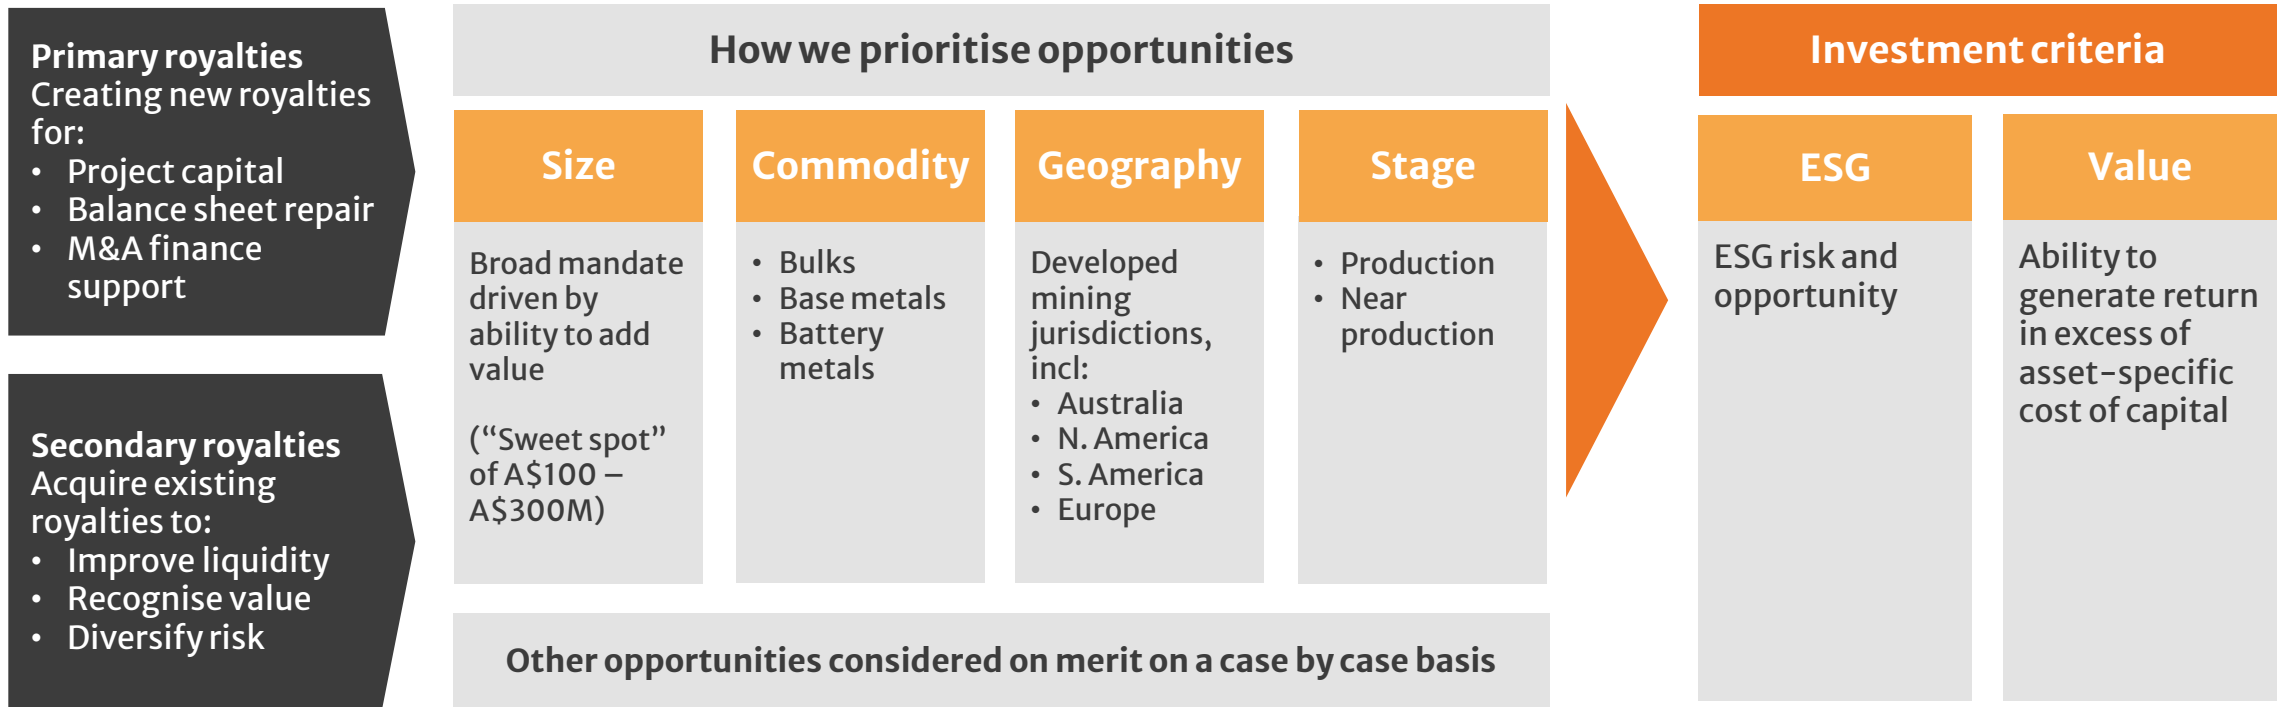 Primary royalties
Creating new royalties
for:
• Project capital
• Balance sheet repair
• M&A finance
support
Secondary royalties
Acquire existing
royalties to:
• Improve liquidity
• Recognise value
• Diversify risk
How we prioritise opportunities
Size
Broad mandate
driven by
ability to add
value
(“Sweet spot”
of A$100 –
A$300M)
Commodity
• Bulks
• Base metals
• Battery
metals
Geography
Developed
mining
jurisdictions,
incl:
• Australia
• N. America
• S. America
• Europe
Stage
• Production
• Near
production
Other opportunities considered on merit on a case by case basis
Investment criteria
ESG
ESG risk and
opportunity
Value
Ability to
generate return
in excess of
asset-specific
cost of capital